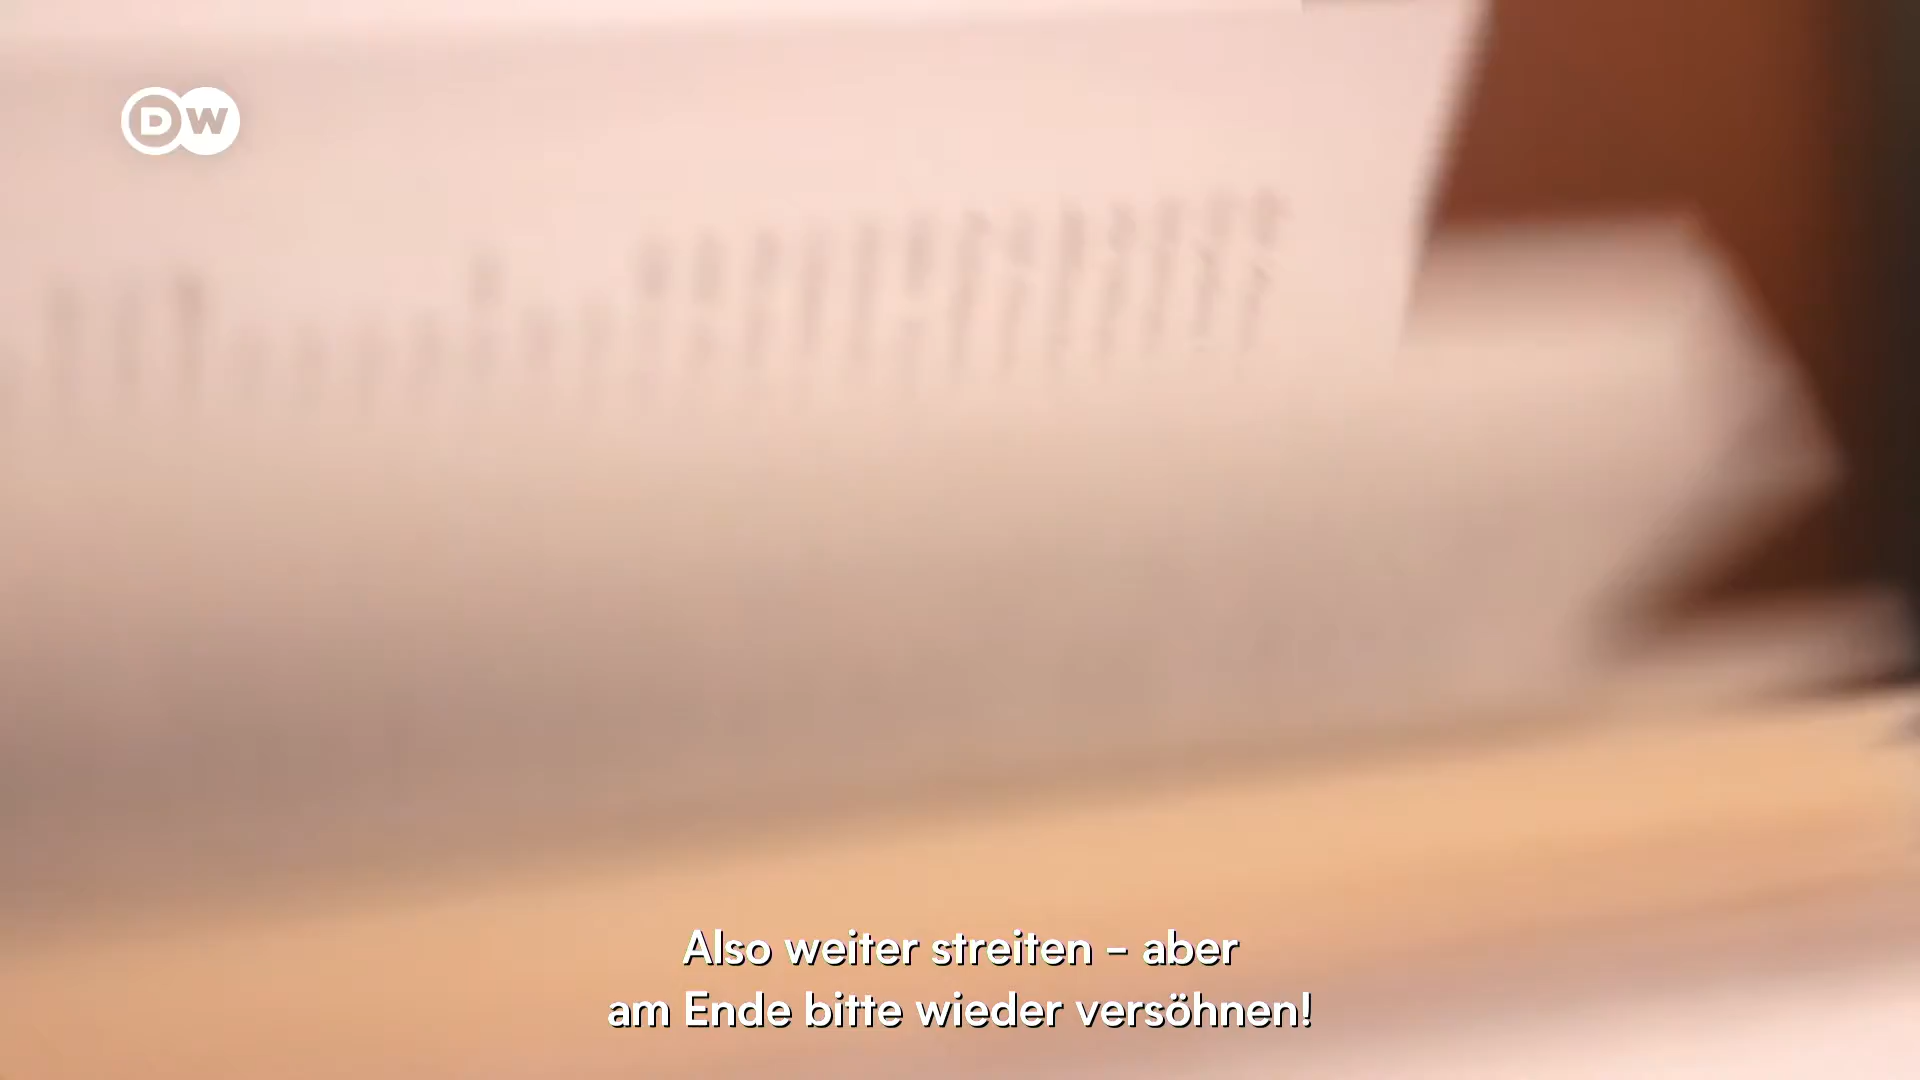 DW
Also weiter streiten – aber
am Ende bitte wieder versöhnen!